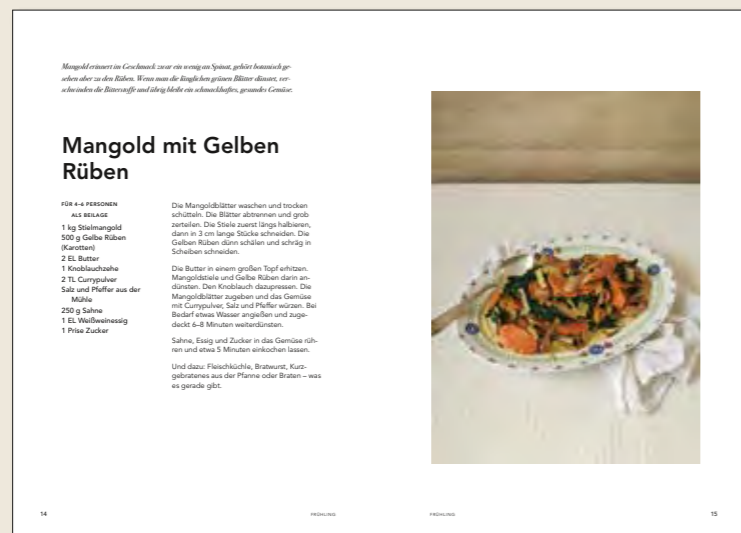 Mangold erinnert im Geschmack zwar ein wenig an Spinat, gehört botanisch ge-
sehen aber zu den Rüben. Wenn man die länglichen grünen Blätter dünstet, ver-
schwinden die Bitterstoffe und übrig bleibt ein schmackhaftes, gesundes Gemüse.
Mangold mit Gelben
Rüben
FÜR 4–6 PERSONEN
ALS BEILAGE
1 kg Stielmangold
500 g Gelbe Rüben
(Karotten)
2 EL Butter
1 Knoblauchzehe
2 TL Currypulver
Salz und Pfeffer aus der
Mühle
250 g Sahne
1 EL Weißweinessig
1 Prise Zucker
Die Mangoldblätter waschen und trocken
schütteln. Die Blätter abtrennen und grob
zerteilen. Die Stiele zuerst längs halbieren,
dann in 3 cm lange Stücke schneiden. Die
Gelben Rüben dünn schälen und schräg in
Scheiben schneiden.
Die Butter in einem großen Topf erhitzen.
Mangoldstiele und Gelbe Rüben darin an-
dünsten. Den Knoblauch dazupressen. Die
Mangoldblätter zugeben und das Gemüse
mit Currypulver, Salz und Pfeffer würzen. Bei
Bedarf etwas Wasser angießen und zuge-
deckt 6–8 Minuten weiterdünsten.
Sahne, Essig und Zucker in das Gemüse rüh-
ren und etwa 5 Minuten einkochen lassen.
Und dazu: Fleischküchle, Bratwurst, Kurz-
gebratenes aus der Pfanne oder Braten – was
es gerade gibt.
14
FRÜHLING
FRÜHLING
15